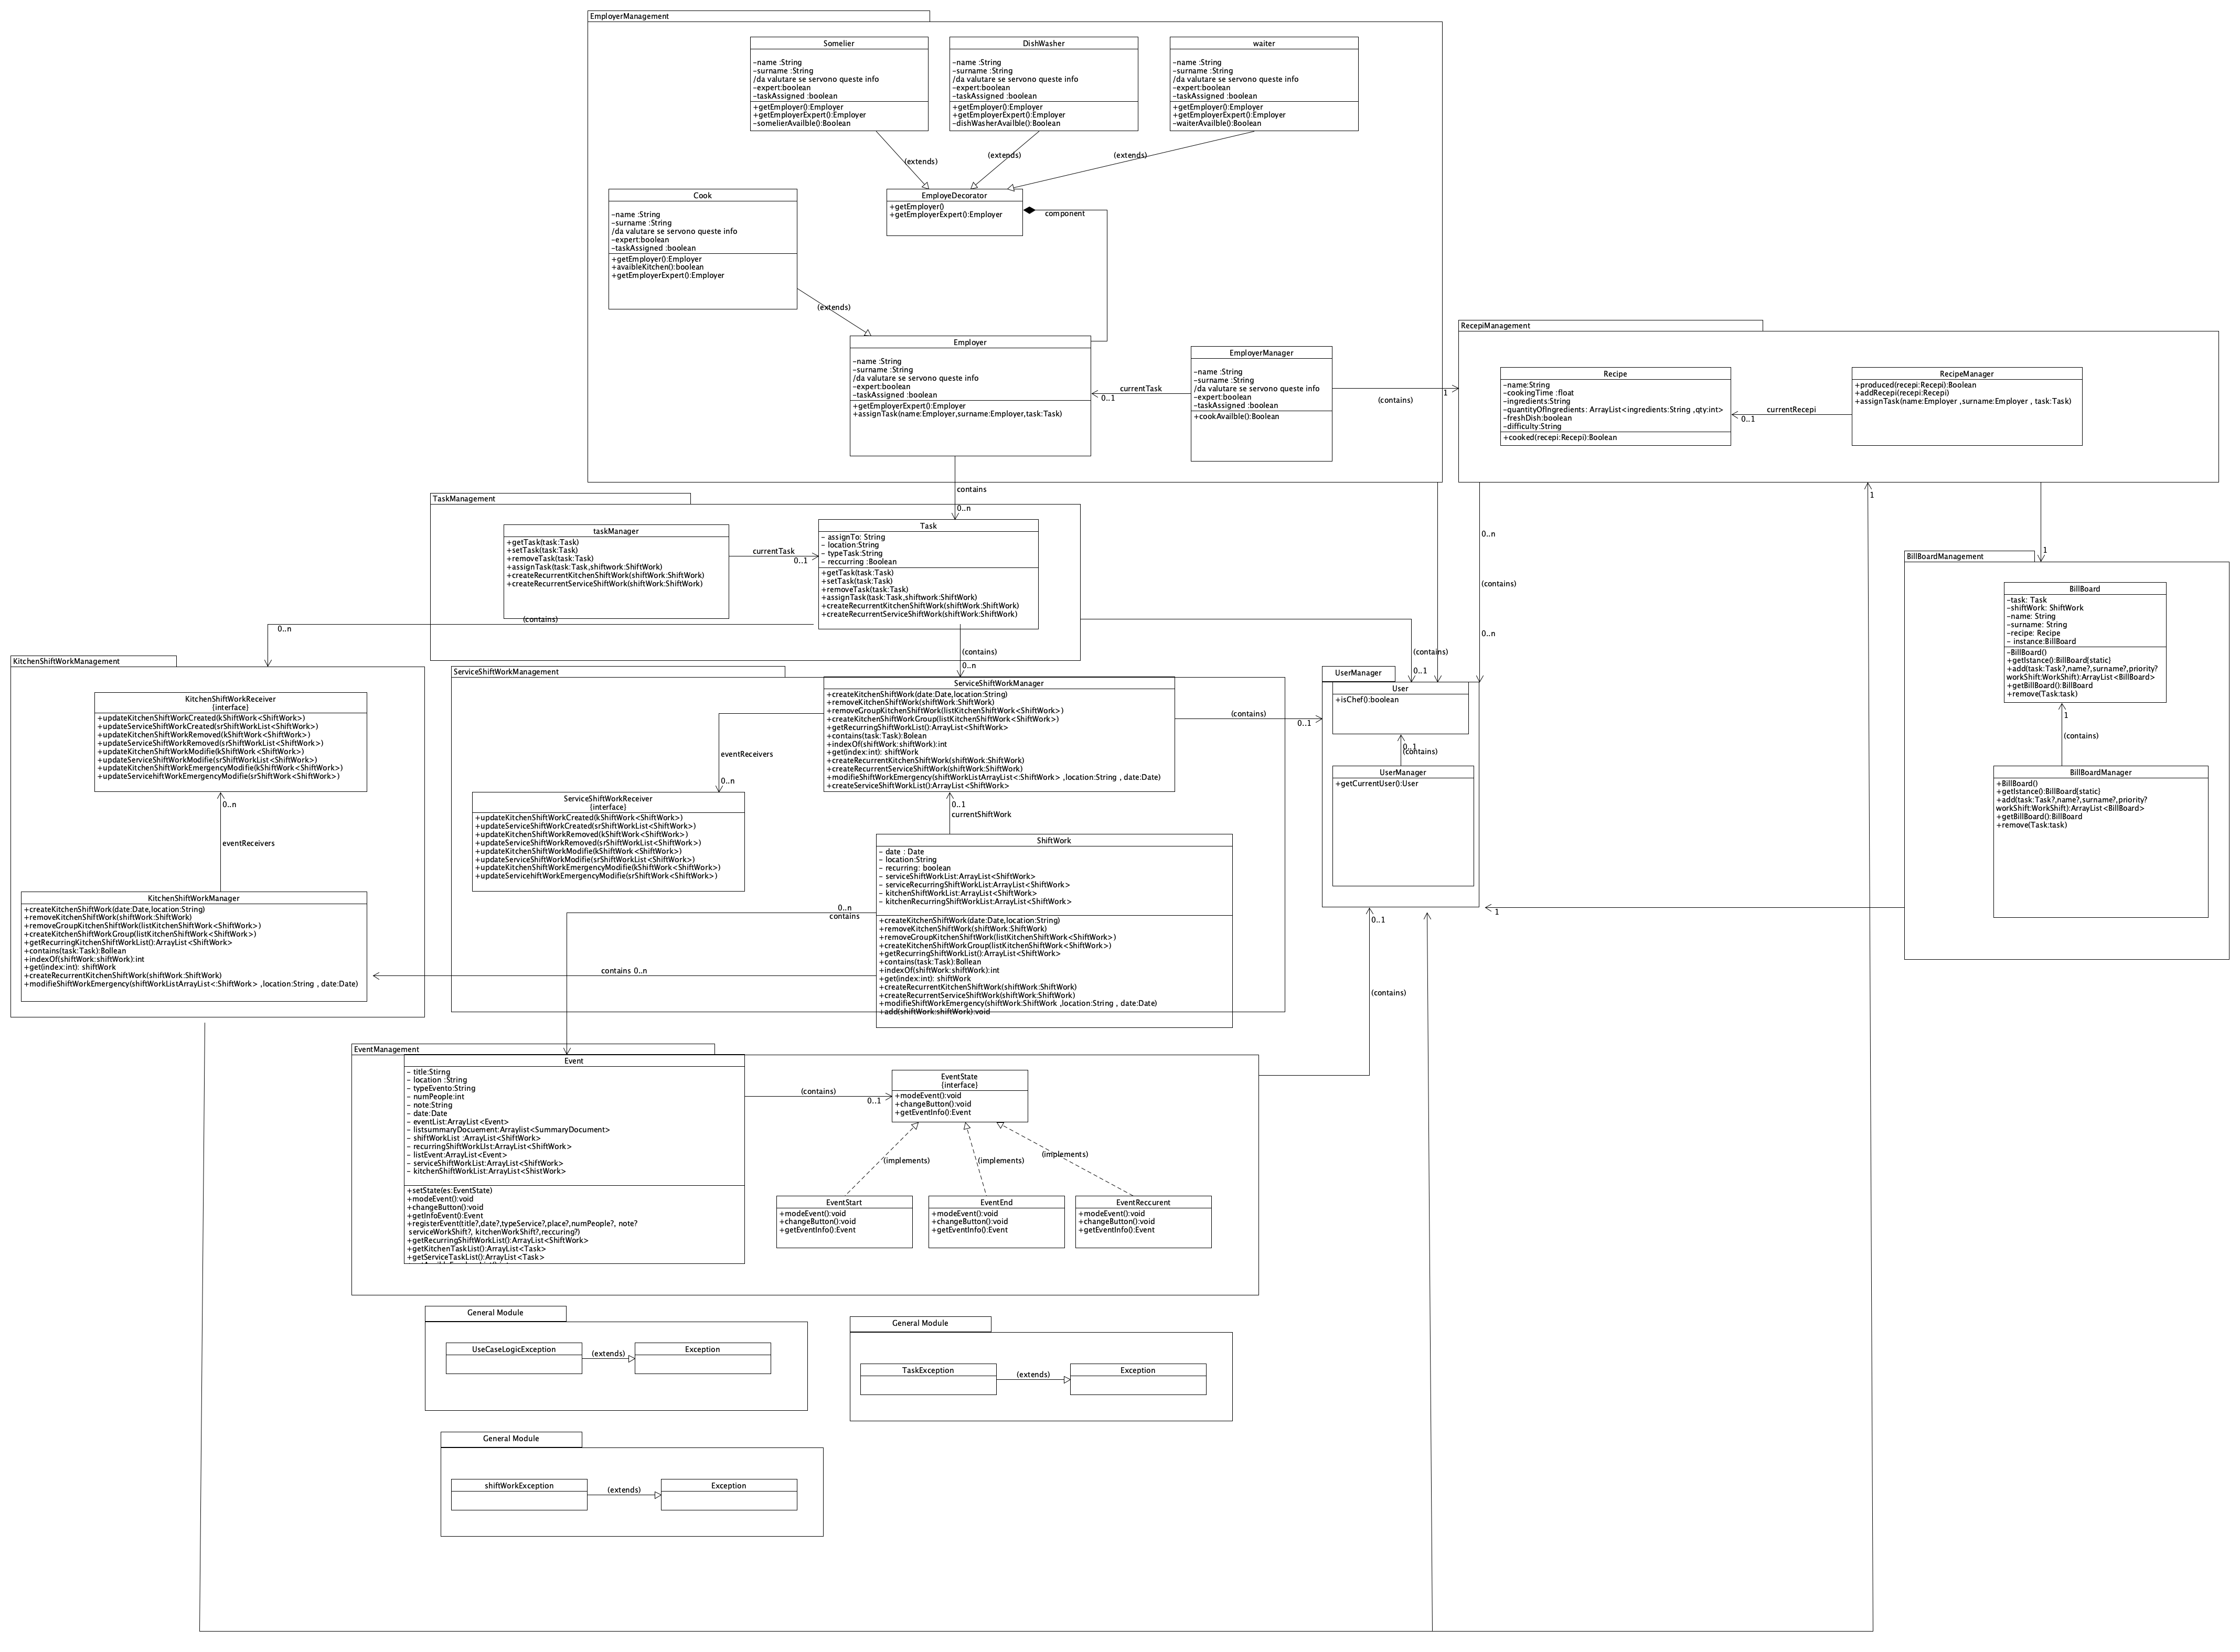 EmployerManagement
Somelier
-name :String
-surname :String
/da valutare se servono queste info
-expert:boolean
-taskAssigned :boolean
+getEmployer():Employer
+getEmployerExpert():Employer
-somelierAvailble():Boolean
DishWasher
-name :String
-surname :String
/da valutare se servono queste info
-expert:boolean
-taskAssigned :boolean
+getEmployer():Employer
+getEmployerExpert():Employer
-dishWasherAvailble():Boolean
waiter
-name :String
-surname :String
/da valutare se servono queste info
-expert:boolean
-taskAssigned :boolean
+getEmployer():Employer
+getEmployerExpert():Employer
-waiterAvailble():Boolean
(extends)
(extends)
(extends)
Cook
-name :String
-surname :String
/da valutare se servono queste info
-expert:boolean
-taskAssigned :boolean
+getEmployer():Employer
+avaibleKitchen():boolean
+getEmployerExpert():Employer
EmployeDecorator
+getEmployer()
+getEmployerExpert():Employer
component
(extends)
Employer
-name :String
-surname :String
/da valutare se servono queste info
-expert:boolean
-taskAssigned :boolean
+getEmployerExpert():Employer
+assignTask(name:Employer,surname:Employer,task:Task)
currentTask
0..1
EmployerManager
-name :String
-surname :String
/da valutare se servono queste info
-expert:boolean
-taskAssigned :boolean
+cookAvailble():Boolean
(contains)
1
RecepiManagement
Recipe
-name:String
-cookingTime :float
-ingredients:String
-quantityOfIngredients: ArrayList<ingredients:String ,qty:int>
-freshDish:boolean
-difficulty:String
+cooked(recepi:Recepi):Boolean
currentRecepi
0..1
RecipeManager
+produced(recepi:Recepi):Boolean
+addRecepi(recepi:Recepi)
+assignTask(name:Employer ,surname:Employer , task:Task)
contains
0..n
1
TaskManagement
taskManager
+getTask(task:Task)
+setTask(task:Task)
+removeTask(task:Task)
+assignTask(task:Task,shiftwork:ShiftWork)
+createRecurrentKitchenShiftWork(shiftWork:ShiftWork)
+createRecurrentServiceShiftWork(shiftWork:ShiftWork)
currentTask
0..1
Task
- assignTo: String
- location:String
- typeTask:String
- reccurring :Boolean
+getTask(task:Task)
+setTask(task:Task)
+removeTask(task:Task)
+assignTask(task:Task,shiftwork:ShiftWork)
+createRecurrentKitchenShiftWork(shiftWork:ShiftWork)
+createRecurrentServiceShiftWork(shiftWork:ShiftWork)
0..n
(contains)
0..n
1
BillBoardManagement
BillBoard
-task: Task
-shiftWork: ShiftWork
-name: String
-surname: String
-recipe: Recipe
- instance:BillBoard
-BillBoard()
+getIstance():BillBoard{static}
+add(task:Task?,name?,surname?,priority?
workShift:WorkShift):ArrayList<BillBoard>
+getBillBoard():BillBoard
+remove(Task:task)
1
(contains)
BillBoardManager
+BillBoard()
+getIstance():BillBoard{static}
+add(task:Task?,name?,surname?,priority?
workShift:WorkShift):ArrayList<BillBoard>
+getBillBoard():BillBoard
+remove(Task:task)
(contains)
0..n
(contains)
0..n
(contains)
0..1
KitchenShiftWorkManagement
KitchenShiftWorkReceiver
{interface}
+updateKitchenShiftWorkCreated(kShiftWork<ShiftWork>)
+updateServiceShiftWorkCreated(srShiftWorkList<ShiftWork>)
+updateKitchenShiftWorkRemoved(kShiftWork<ShiftWork>)
+updateServiceShiftWorkRemoved(srShiftWorkList<ShiftWork>)
+updateKitchenShiftWorkModifie(kShiftWork<ShiftWork>)
+updateServiceShiftWorkModifie(srShiftWorkList<ShiftWork>)
+updateKitchenShiftWorkEmergencyModifie(kShiftWork<ShiftWork>)
+updateServicehiftWorkEmergencyModifie(srShiftWork<ShiftWork>)
0..n
eventReceivers
KitchenShiftWorkManager
+createKitchenShiftWork(date:Date,location:String)
+removeKitchenShiftWork(shiftWork:ShiftWork)
+removeGroupKitchenShiftWork(listKitchenShiftWork<ShiftWork>)
+createKitchenShiftWorkGroup(listKitchenShiftWork<ShiftWork>)
+getRecurringKitchenShiftWorkList():ArrayList<ShiftWork>
+contains(task:Task):Bollean
+indexOf(shiftWork:shiftWork):int
+get(index:int): shiftWork
+createRecurrentKitchenShiftWork(shiftWork:ShiftWork)
+modifieShiftWorkEmergency(shiftWorkListArrayList<:ShiftWork> ,location:String , date:Date)
ServiceShiftWorkManagement
ServiceShiftWorkManager
+createKitchenShiftWork(date:Date,location:String)
+removeKitchenShiftWork(shiftWork:ShiftWork)
+removeGroupKitchenShiftWork(listKitchenShiftWork<ShiftWork>)
+createKitchenShiftWorkGroup(listKitchenShiftWork<ShiftWork>)
+getRecurringShiftWorkList():ArrayList<ShiftWork>
+contains(task:Task):Bolean
+indexOf(shiftWork:shiftWork):int
+get(index:int): shiftWork
+createRecurrentKitchenShiftWork(shiftWork:ShiftWork)
+createRecurrentServiceShiftWork(shiftWork:ShiftWork)
+modifieShiftWorkEmergency(shiftWorkListArrayList<:ShiftWork> ,location:String , date:Date)
+createServiceShiftWorkList():ArrayList<ShiftWork>
eventReceivers
0..n
ServiceShiftWorkReceiver
{interface}
+updateKitchenShiftWorkCreated(kShiftWork<ShiftWork>)
+updateServiceShiftWorkCreated(srShiftWorkList<ShiftWork>)
+updateKitchenShiftWorkRemoved(kShiftWork<ShiftWork>)
+updateServiceShiftWorkRemoved(srShiftWorkList<ShiftWork>)
+updateKitchenShiftWorkModifie(kShiftWork<ShiftWork>)
+updateServiceShiftWorkModifie(srShiftWorkList<ShiftWork>)
+updateKitchenShiftWorkEmergencyModifie(kShiftWork<ShiftWork>)
+updateServicehiftWorkEmergencyModifie(srShiftWork<ShiftWork>)
0..1
currentShiftWork
ShiftWork
- date : Date
- location:String
- recurring: boolean
- serviceShiftWorkList:ArrayList<ShiftWork>
- serviceRecurringShiftWorkList:ArrayList<ShiftWork>
- kitchenShiftWorkList:ArrayList<ShiftWork>
- kitchenRecurringShiftWorkList:ArrayList<ShiftWork>
+createKitchenShiftWork(date:Date,location:String)
+removeKitchenShiftWork(shiftWork:ShiftWork)
+removeGroupKitchenShiftWork(listKitchenShiftWork<ShiftWork>)
+createKitchenShiftWorkGroup(listKitchenShiftWork<ShiftWork>)
+getRecurringShiftWorkList():ArrayList<ShiftWork>
+contains(task:Task):Bollean
+indexOf(shiftWork:shiftWork):int
+get(index:int): shiftWork
+createRecurrentKitchenShiftWork(shiftWork:ShiftWork)
+createRecurrentServiceShiftWork(shiftWork:ShiftWork)
+modifieShiftWorkEmergency(shiftWork:ShiftWork ,location:String , date:Date)
+add(shiftWork:shiftWork):void
(contains)
0..1
UserManager
User
+isChef():boolean
0..1
(contains)
UserManager
+getCurrentUser():User
1
0..1
(contains)
0..n
contains
contains 0..n
EventManagement
Event
- title:Stirng
- location :String
- typeEvento:String
- numPeople:int
- note:String
- date:Date
- eventList:ArrayList<Event>
- listsummaryDocuement:Arraylist<SummaryDocument>
- shiftWorkList :ArrayList<ShiftWork>
- recurringShiftWorkLIst:ArrayList<ShiftWork>
- listEvent:ArrayList<Event>
- serviceShiftWorkList:ArrayList<ShiftWork>
- kitchenShiftWorkList:ArrayList<ShistWork>
+setState(es:EventState)
+modeEvent():void
+changeButton():void
+getInfoEvent():Event
+registerEvent(title?,date?,typeService?,place?,numPeople?, note?
serviceWorkShift?, kitchenWorkShift?,reccuring?)
+getRecurringShiftWorkList():ArrayList<ShiftWork>
+getKitchenTaskList():ArrayList<Task>
+getServiceTaskList():ArrayList<Task>
(contains)
0..1
EventState
{interface}
+modeEvent():void
+changeButton():void
+getEventInfo():Event
(implements)
(implements)
(implements)
EventStart
+modeEvent():void
+changeButton():void
+getEventInfo():Event
EventEnd
+modeEvent():void
+changeButton():void
+getEventInfo():Event
EventReccurent
+modeEvent():void
+changeButton():void
+getEventInfo():Event
General Module
UseCaseLogicException
(extends)
Exception
General Module
TaskException
(extends)
Exception
General Module
shiftWorkException
(extends)
Exception